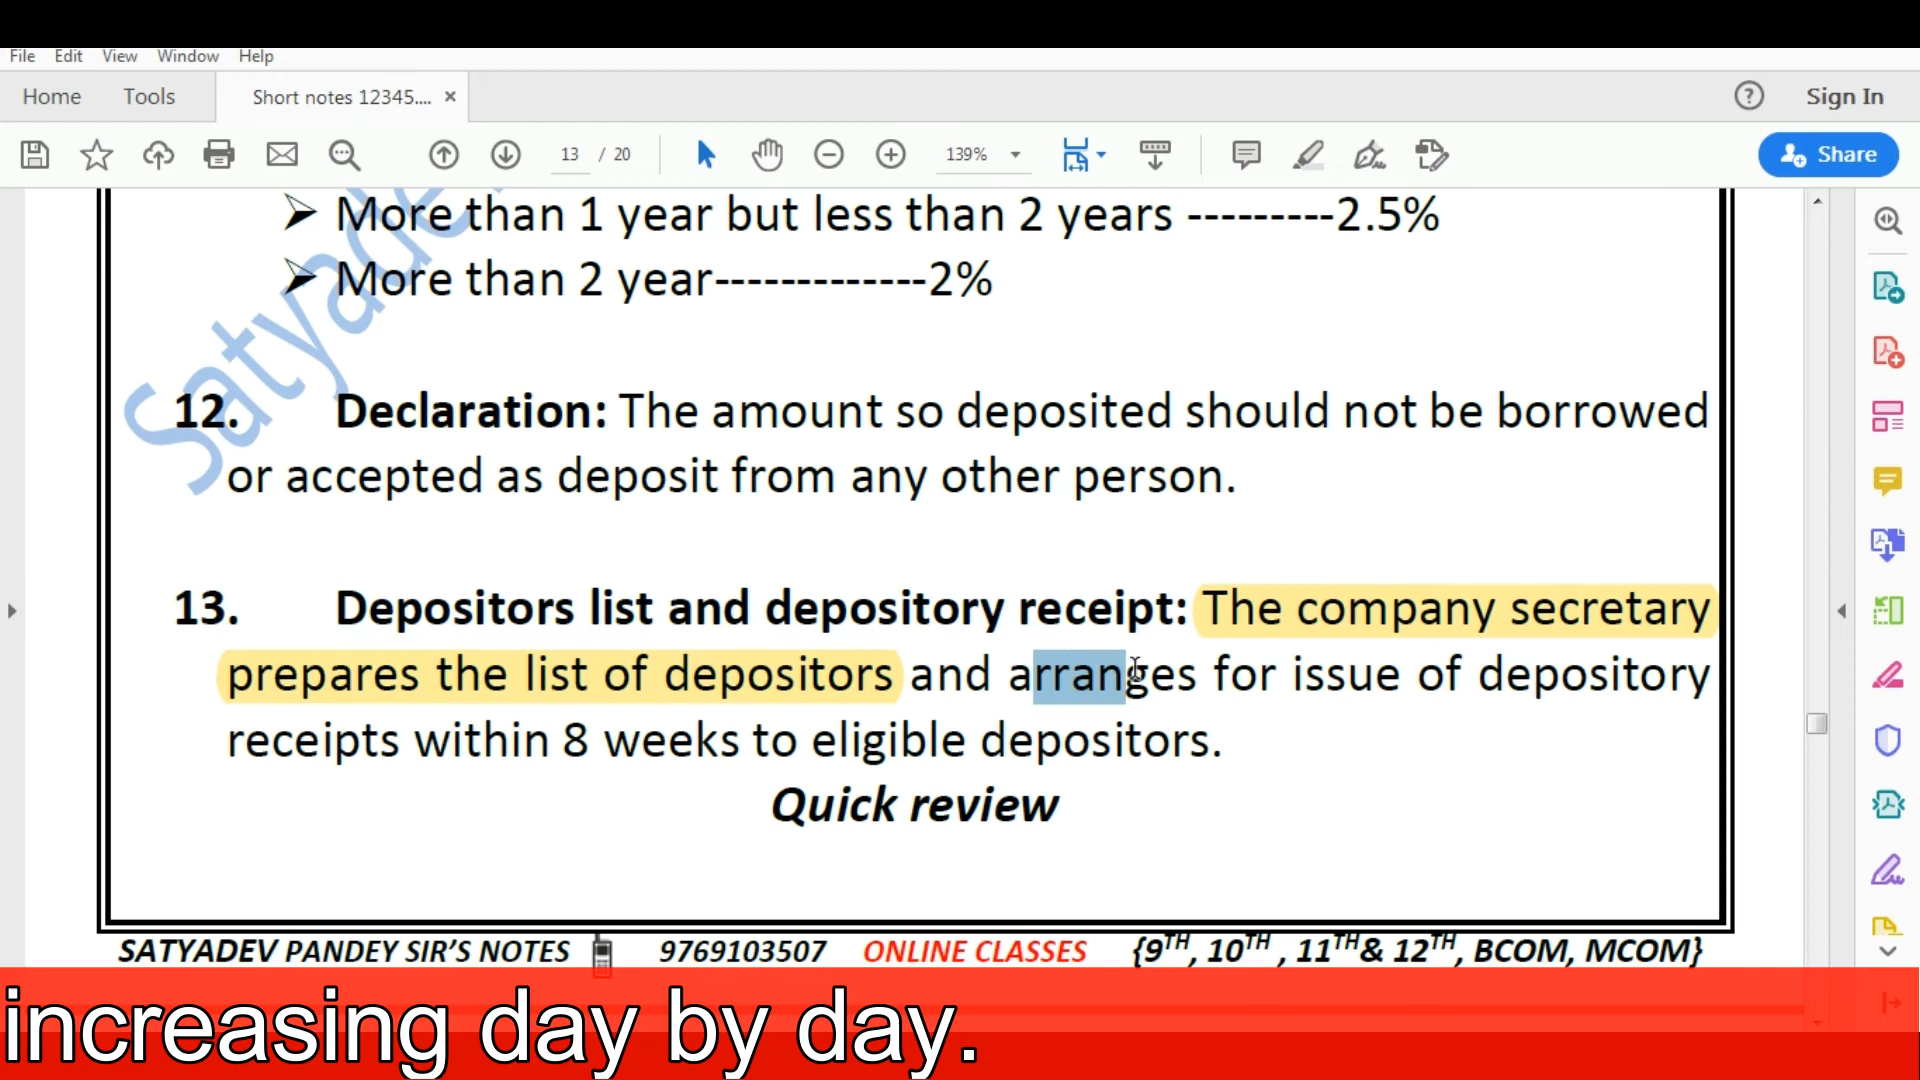 File Edit View Window Help
Home Tools Short notes 12345.... × Sign In
13 / 20 139% Share
➢ More than 1 year but less than 2 years ---------2.5%
➢ More than 2 year-------------2%
12. Declaration: The amount so deposited should not be borrowed
or accepted as deposit from any other person.
13. Depositors list and depository receipt: The company secretary
prepares the list of depositors and arranges for issue of depository
receipts within 8 weeks to eligible depositors.
Quick review
Satyade
SATYADEV PANDEY SIR'S NOTES 9769103507 ONLINE CLASSES {9TH, 10TH , 11TH& 12TH, BCOM, MCOM}
increasing day by day.